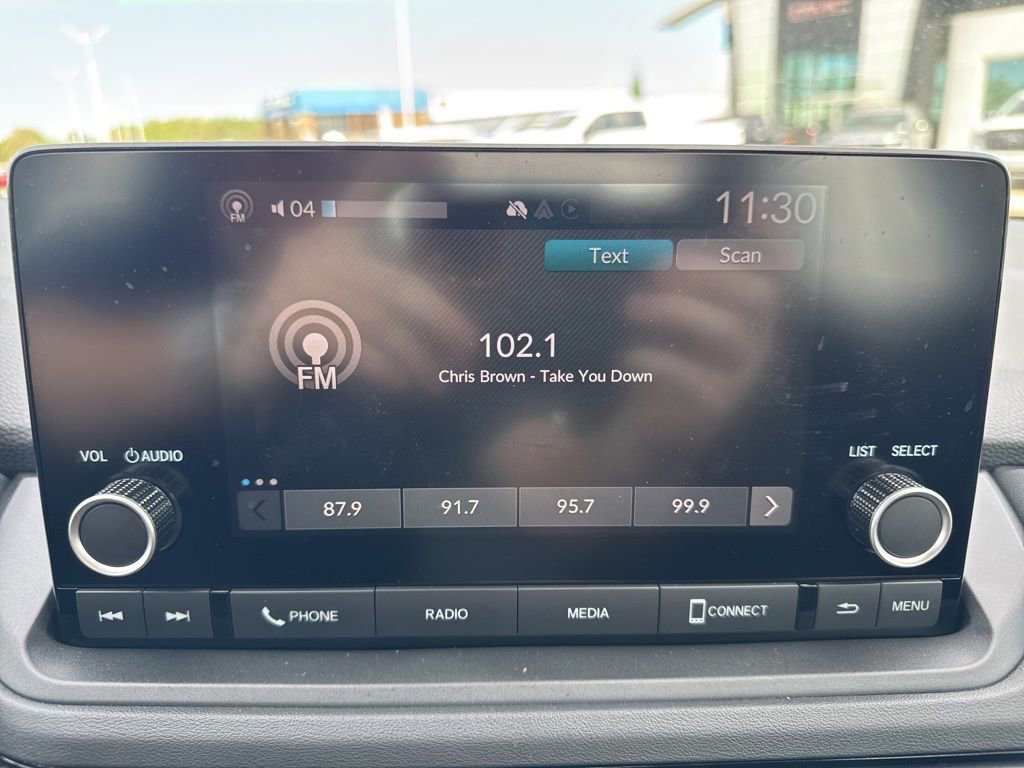 GMC
FM 04 11:30
Text Scan
102.1
FM
Chris Brown - Take You Down
VOL AUDIO LIST SELECT
87.9 91.7 95.7 99.9
PHONE RADIO MEDIA CONNECT MENU